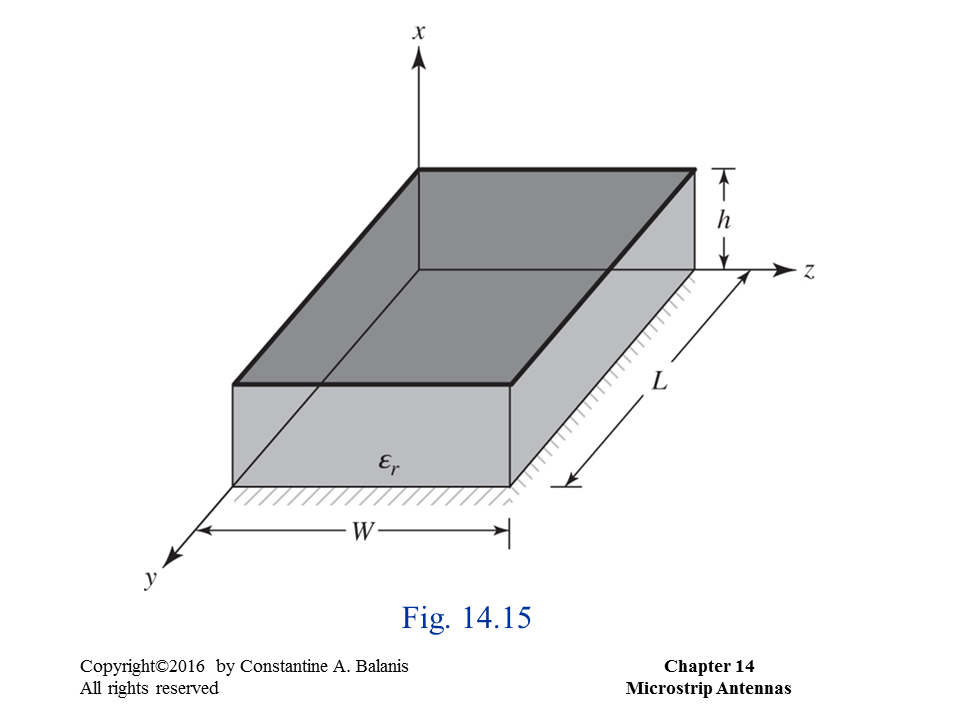 x
h
z
L
εr
W
y
Fig. 14.15
Copyright©2016 by Constantine A. Balanis
All rights reserved
Chapter 14
Microstrip Antennas